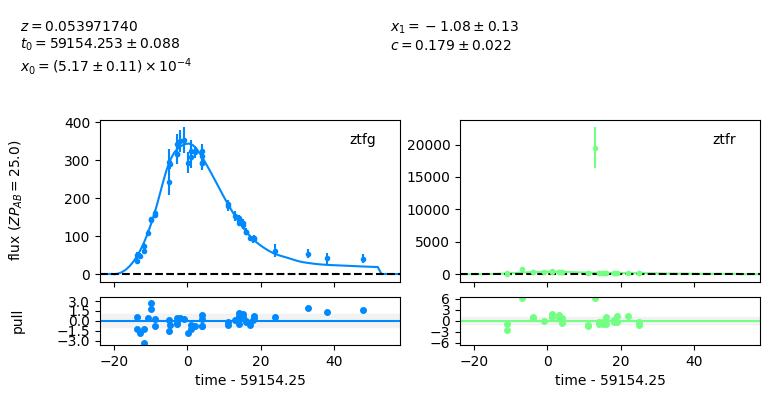 z = 0.053971740
t₀ = 59154.253 ± 0.088
x₀ = (5.17 ± 0.11) × 10⁻⁴
x₁ = −1.08 ± 0.13
c = 0.179 ± 0.022
flux (ZP_AB = 25.0)
400
300
200
100
0
ztfg
20000
15000
10000
5000
0
ztfr
pull
3.0
1.5
0.0
−1.5
−3.0
−20 0 20 40
time - 59154.25
6
3
0
−3
−6
−20 0 20 40
time - 59154.25